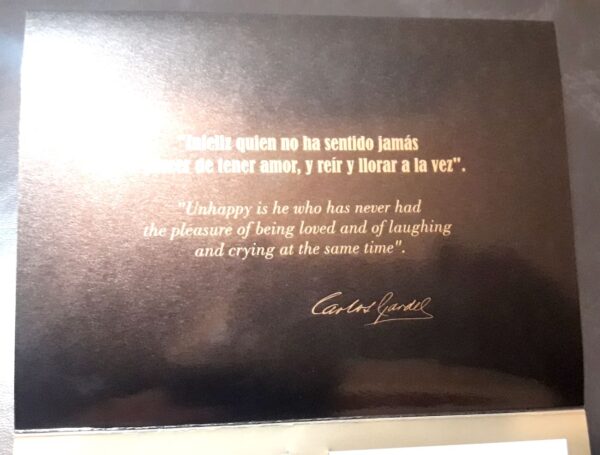 "Infeliz quien no ha sentido jamás
de tener amor, y reír y llorar a la vez".
"Unhappy is he who has never had
the pleasure of being loved and of laughing
and crying at the same time".
Carlos Gardel